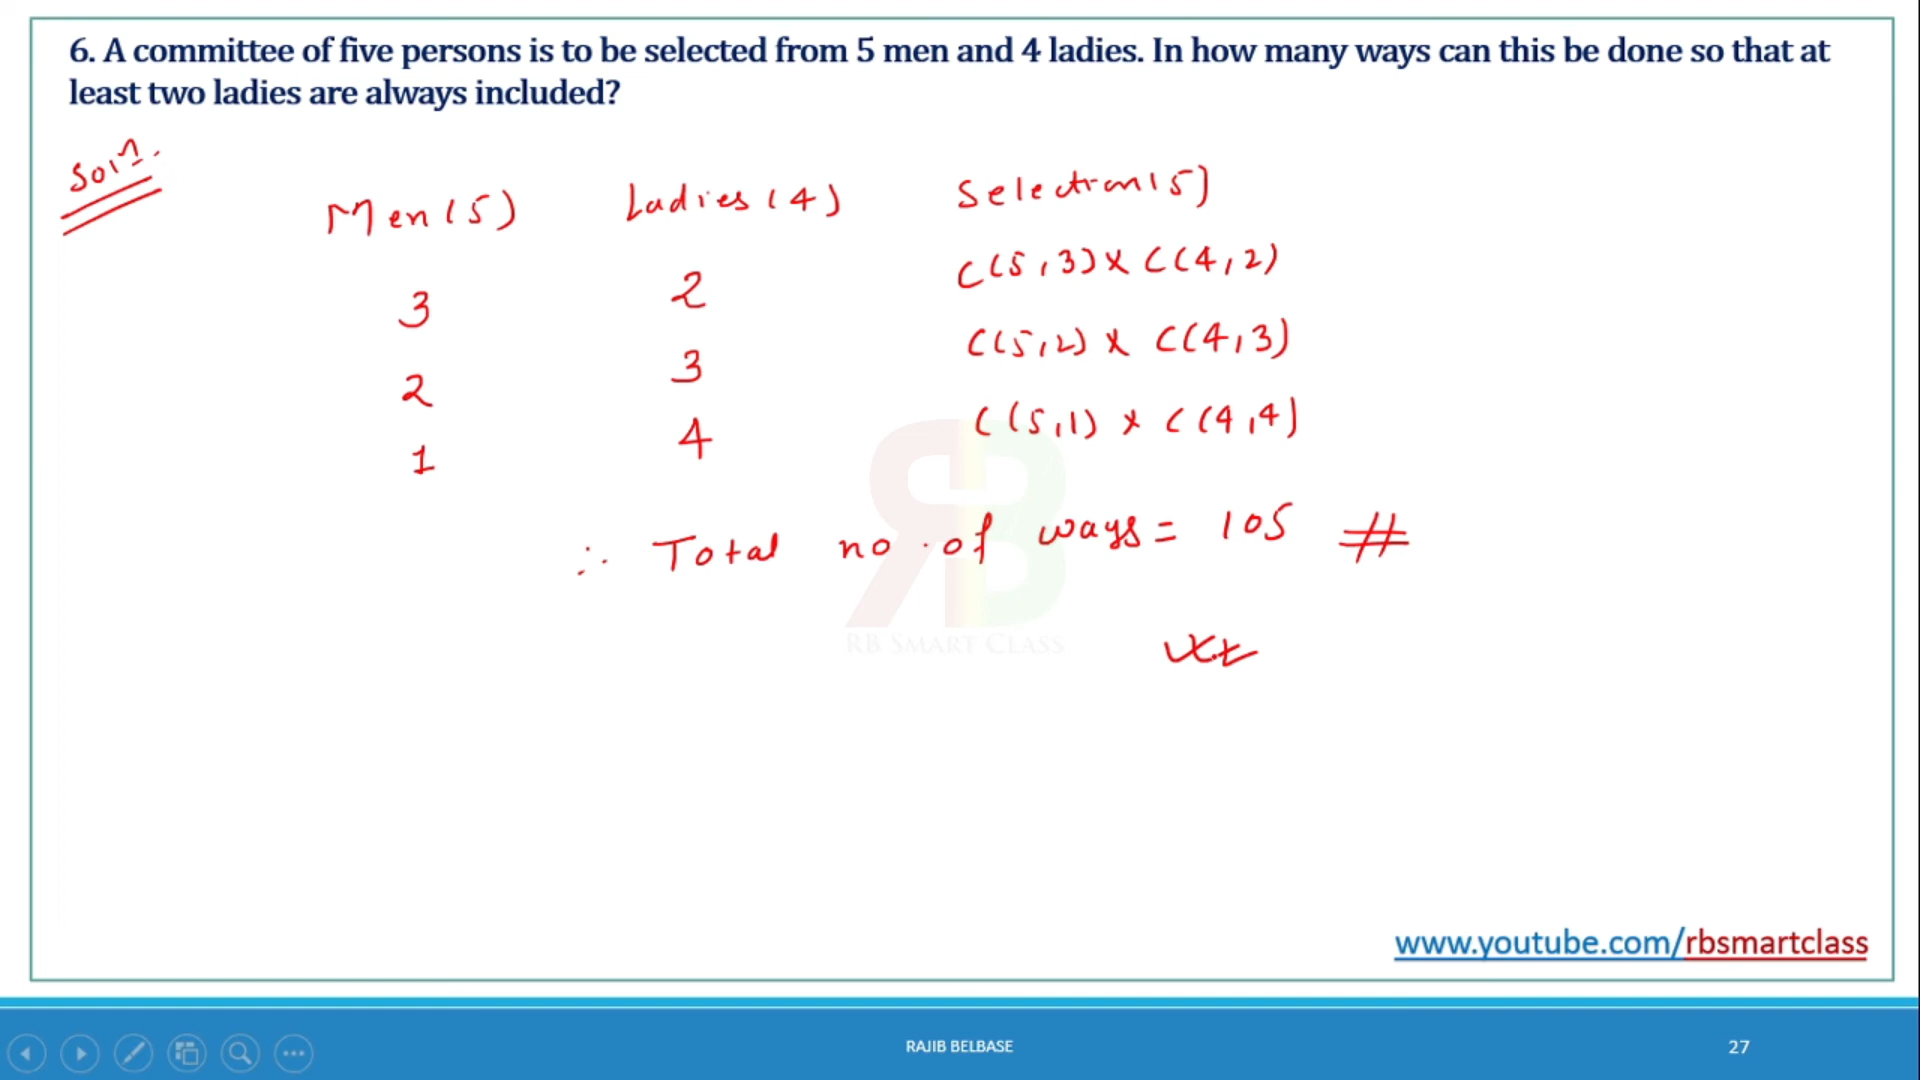 6. A committee of five persons is to be selected from 5 men and 4 ladies. In how many ways can this be done so that at
least two ladies are always included?
Soln.
Men (5) Ladies (4) Selection (5)
3 2 C(5,3) x C(4,2)
2 3 C(5,2) x C(4,3)
1 4 C(5,1) x C(4,4)
∴ Total no. of ways = 105 #
RB SMART CLASS
www.youtube.com/rbsmartclass
RAJIB BELBASE 27